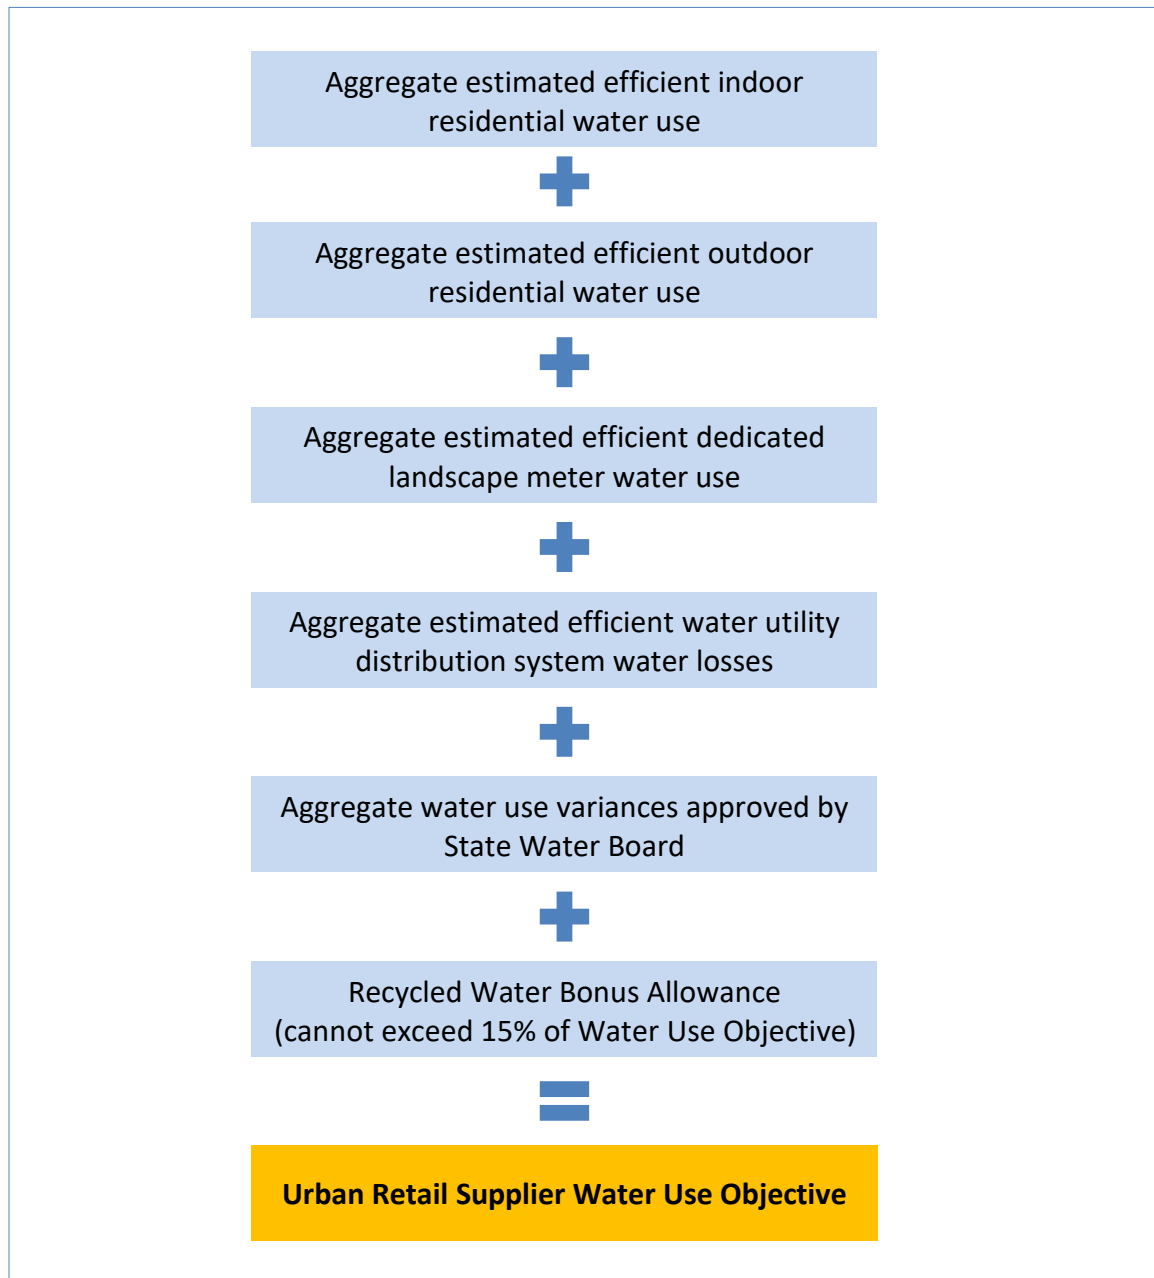 Aggregate estimated efficient indoor
residential water use
Aggregate estimated efficient outdoor
residential water use
Aggregate estimated efficient dedicated
landscape meter water use
Aggregate estimated efficient water utility
distribution system water losses
Aggregate water use variances approved by
State Water Board
Recycled Water Bonus Allowance
(cannot exceed 15% of Water Use Objective)
Urban Retail Supplier Water Use Objective